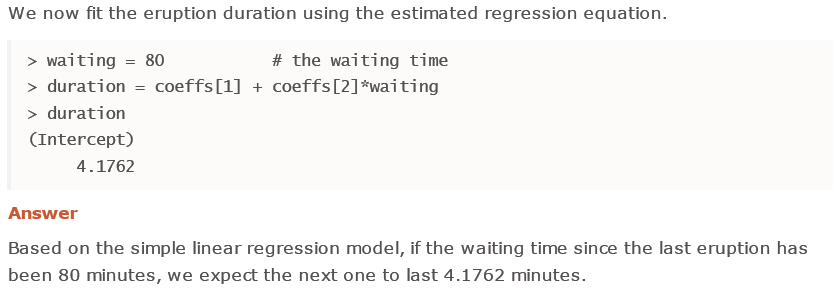 We now fit the eruption duration using the estimated regression equation.
> waiting = 80           # the waiting time
> duration = coeffs[1] + coeffs[2]*waiting
> duration
(Intercept)
     4.1762
Answer
Based on the simple linear regression model, if the waiting time since the last eruption has
been 80 minutes, we expect the next one to last 4.1762 minutes.